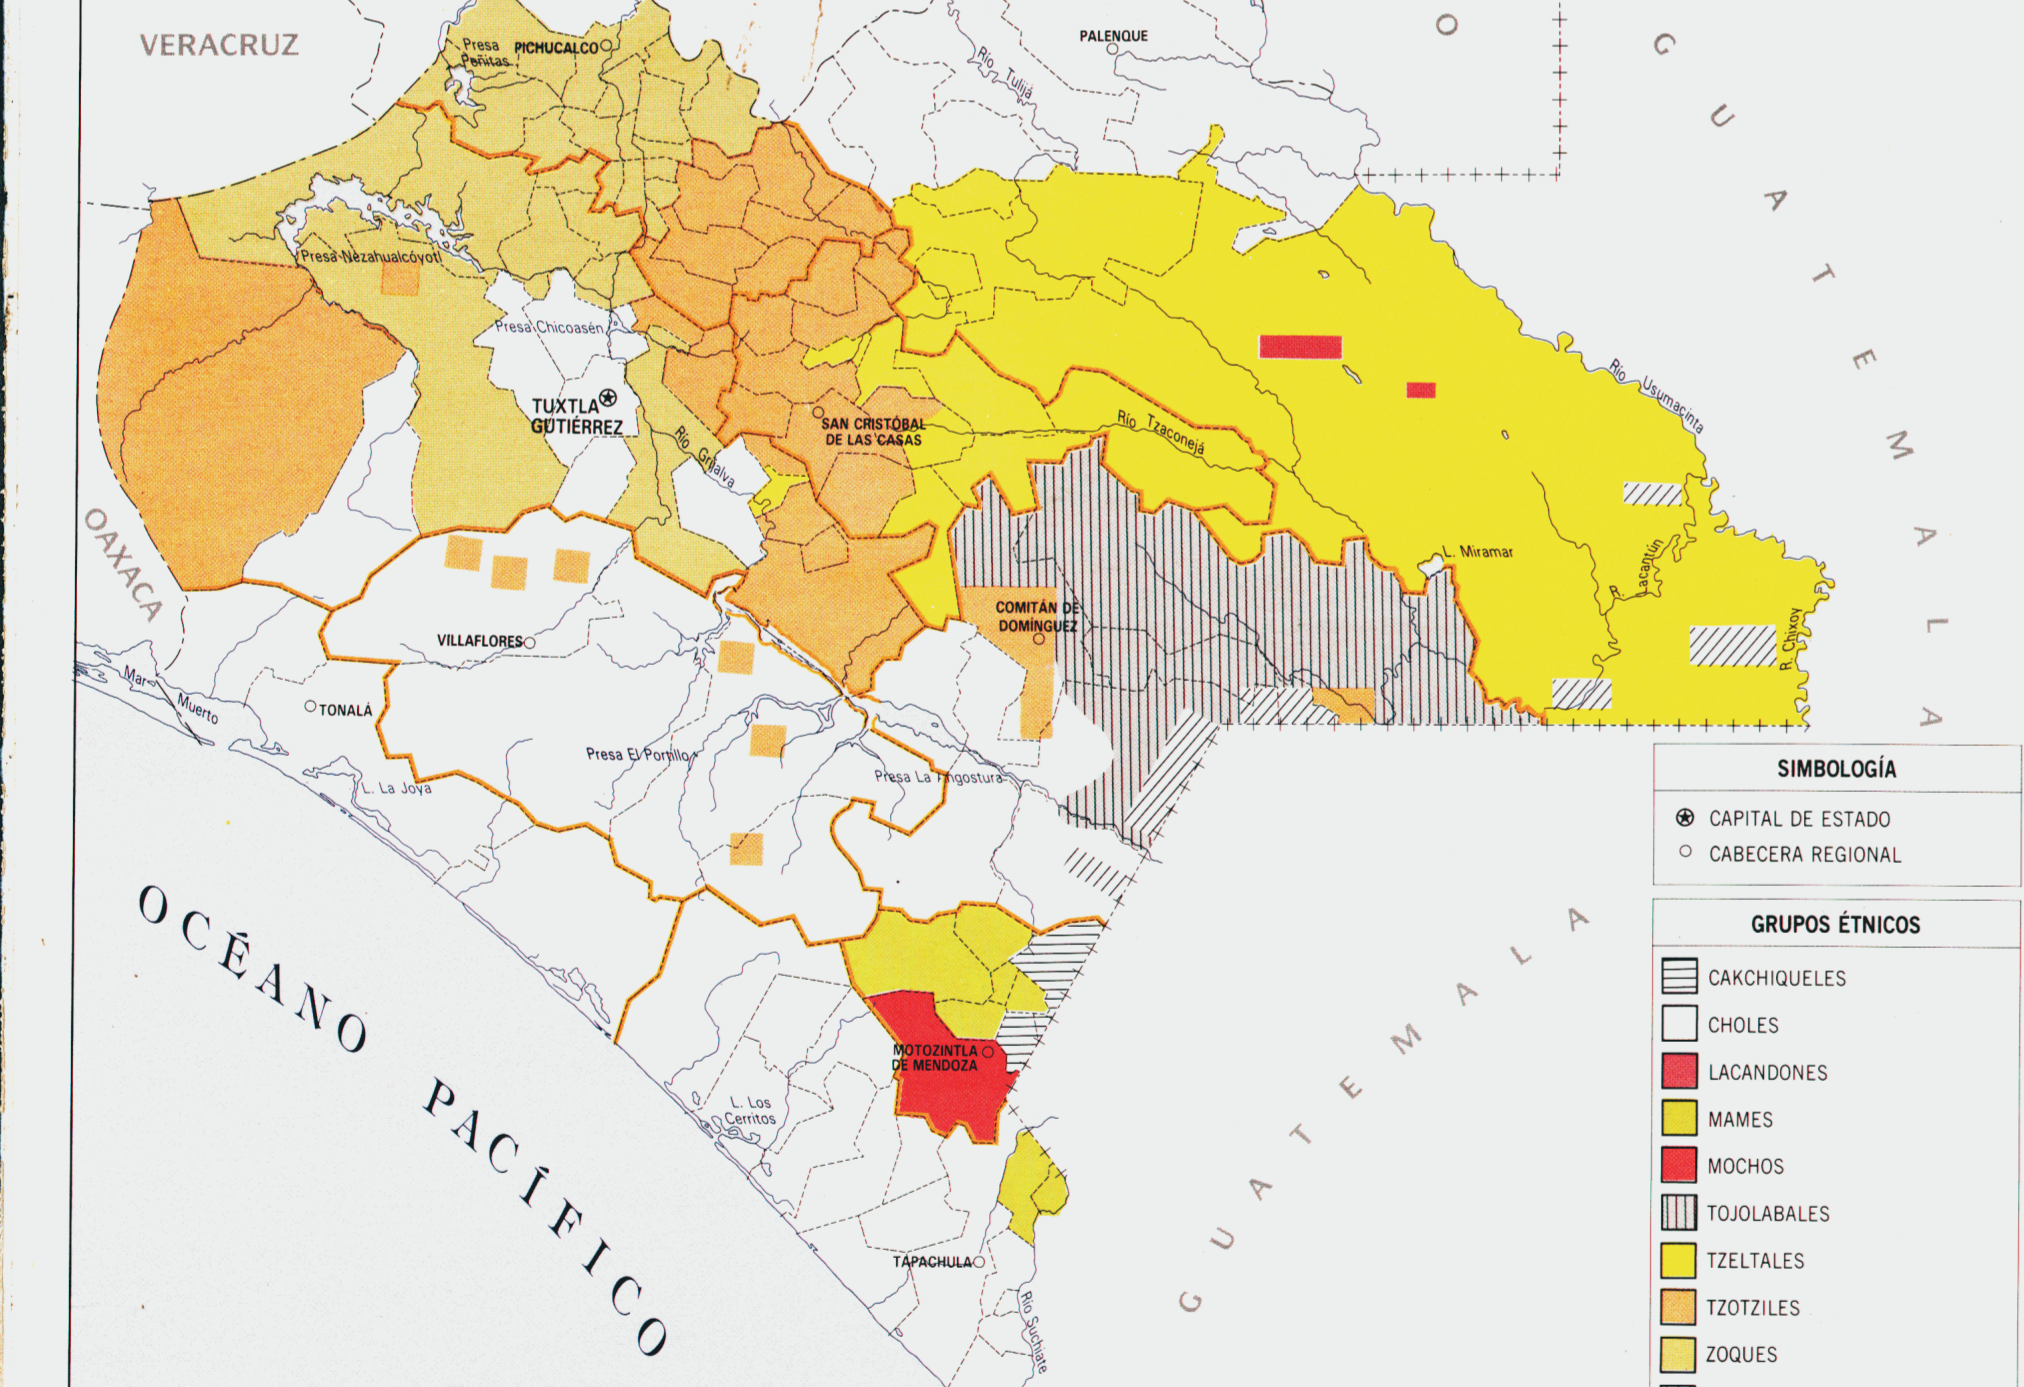 VERACRUZ
Presa
Peñitas
PICHUCALCO
PALENQUE
Río Tulijá
O
GUATEMALA
Presa Nezahualcóyotl
Presa Chicoasén
TUXTLA
GUTIÉRREZ
Río Grijalva
SAN CRISTÓBAL
DE LAS CASAS
Río Tzaconejá
Río Usumacinta
OAXACA
L. Miramar
R. Lacantún
R. Chixoy
COMITÁN DE
DOMÍNGUEZ
VILLAFLORES
Mar Muerto
TONALÁ
Presa El Portillo
Presa La Angostura
L. La Joya
OCÉANO PACÍFICO
MOTOZINTLA
DE MENDOZA
L. Los
Cerritos
TAPACHULA
Río Suchiate
GUATEMALA
SIMBOLOGÍA
CAPITAL DE ESTADO
CABECERA REGIONAL
GRUPOS ÉTNICOS
CAKCHIQUELES
CHOLES
LACANDONES
MAMES
MOCHOS
TOJOLABALES
TZELTALES
TZOTZILES
ZOQUES